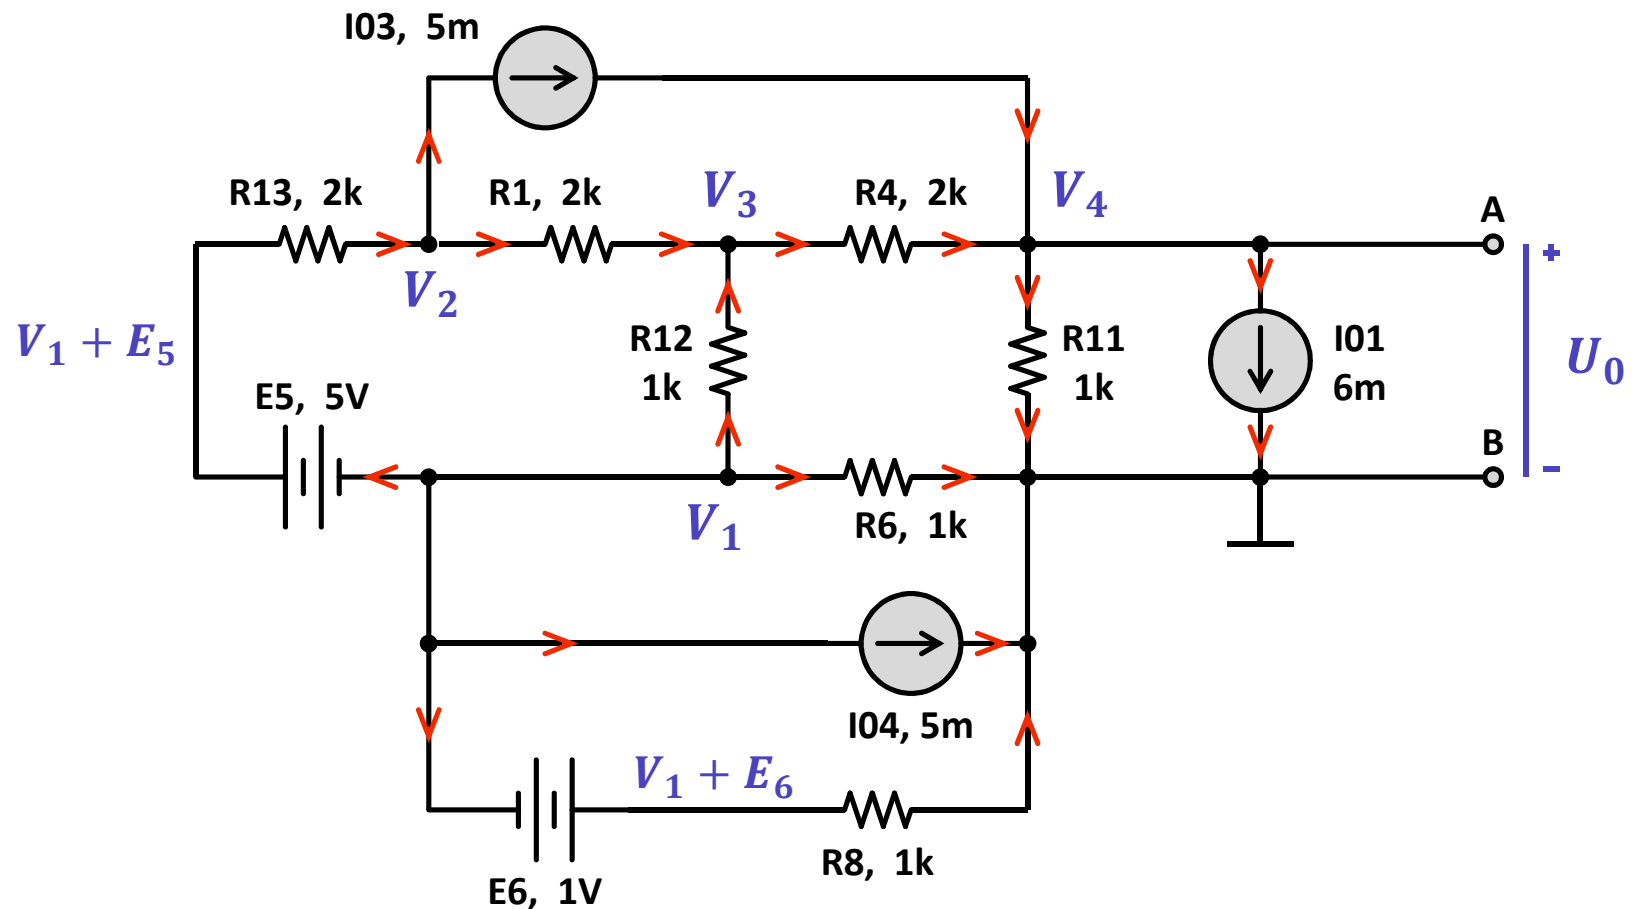 I03, 5m
R13, 2k
R1, 2k
V3
R4, 2k
V4
A
V2
+
V1 + E5
R12
1k
R11
1k
I01
6m
U0
E5, 5V
B
−
V1
R6, 1k
I04, 5m
V1 + E6
R8, 1k
E6, 1V